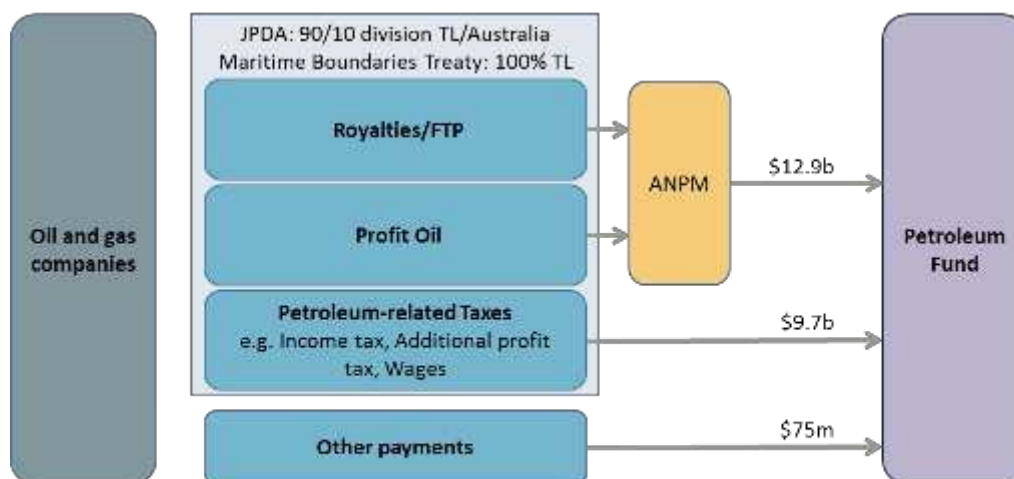 JPDA: 90/10 division TL/Australia
Maritime Boundaries Treaty: 100% TL
Oil and gas
companies
Royalties/FTP
Profit Oil
Petroleum-related Taxes
e.g. Income tax, Additional profit
tax, Wages
Other payments
ANPM
$12.9b
$9.7b
$75m
Petroleum
Fund